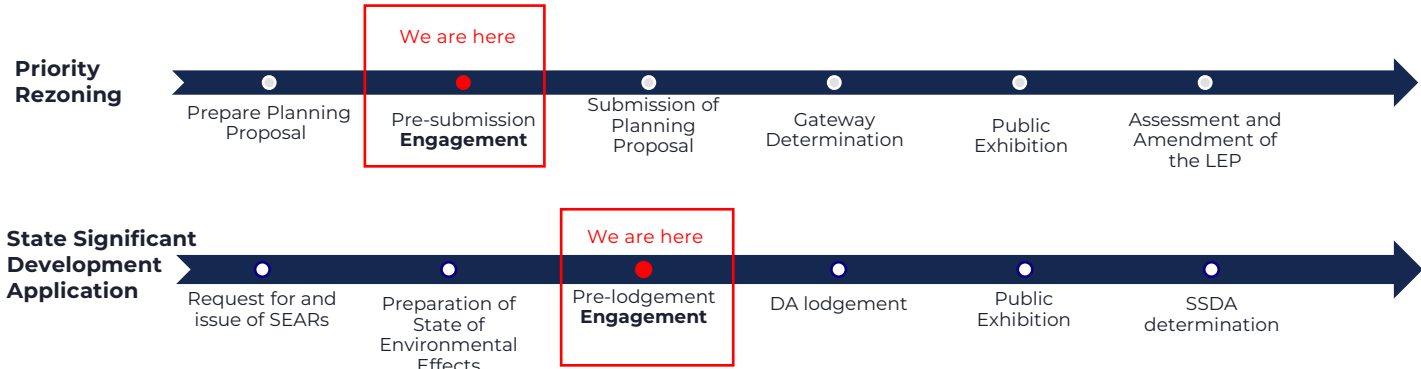 We are here
Priority
Rezoning
Prepare Planning
Proposal
Pre-submission
Engagement
Submission of
Planning
Proposal
Gateway
Determination
Public
Exhibition
Assessment and
Amendment of
the LEP
We are here
State Significant
Development
Application
Request for and
issue of SEARs
Preparation of
State of
Environmental
Effects
Pre-lodgement
Engagement
DA lodgement
Public
Exhibition
SSDA
determination